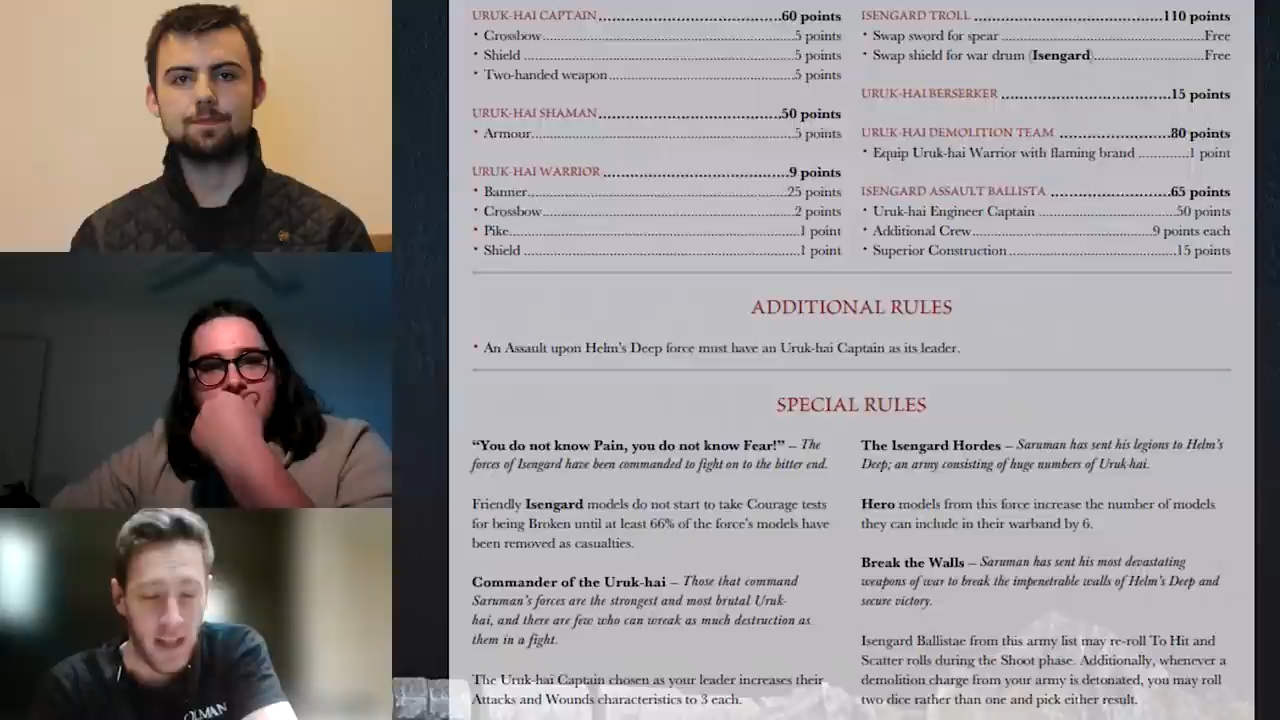 URUK-HAI CAPTAIN 60 points
• Crossbow 5 points
• Shield 5 points
• Two-handed weapon 5 points
URUK-HAI SHAMAN 50 points
• Armour 5 points
URUK-HAI WARRIOR 9 points
• Banner 25 points
• Crossbow 2 points
• Pike 1 point
• Shield 1 point
ISENGARD TROLL 110 points
• Swap sword for spear Free
• Swap shield for war drum (Isengard) Free
URUK-HAI BERSERKER 15 points
URUK-HAI DEMOLITION TEAM 80 points
• Equip Uruk-hai Warrior with flaming brand 1 point
ISENGARD ASSAULT BALLISTA 65 points
• Uruk-hai Engineer Captain 50 points
• Additional Crew 9 points each
• Superior Construction 15 points
ADDITIONAL RULES
• An Assault upon Helm's Deep force must have an Uruk-hai Captain as its leader.
SPECIAL RULES
“You do not know Pain, you do not know Fear!” – The
forces of Isengard have been commanded to fight on to the bitter end.
Friendly Isengard models do not start to take Courage tests
for being Broken until at least 66% of the force's models have
been removed as casualties.
Commander of the Uruk-hai – Those that command
Saruman's forces are the strongest and most brutal Uruk-
hai, and there are few who can wreak as much destruction as
them in a fight.
The Uruk-hai Captain chosen as your leader increases their
Attacks and Wounds characteristics to 3 each.
The Isengard Hordes – Saruman has sent his legions to Helm's
Deep; an army consisting of huge numbers of Uruk-hai.
Hero models from this force increase the number of models
they can include in their warband by 6.
Break the Walls – Saruman has sent his most devastating
weapons of war to break the impenetrable walls of Helm's Deep and
secure victory.
Isengard Ballistae from this army list may re-roll To Hit and
Scatter rolls during the Shoot phase. Additionally, whenever a
demolition charge from your army is detonated, you may roll
two dice rather than one and pick either result.